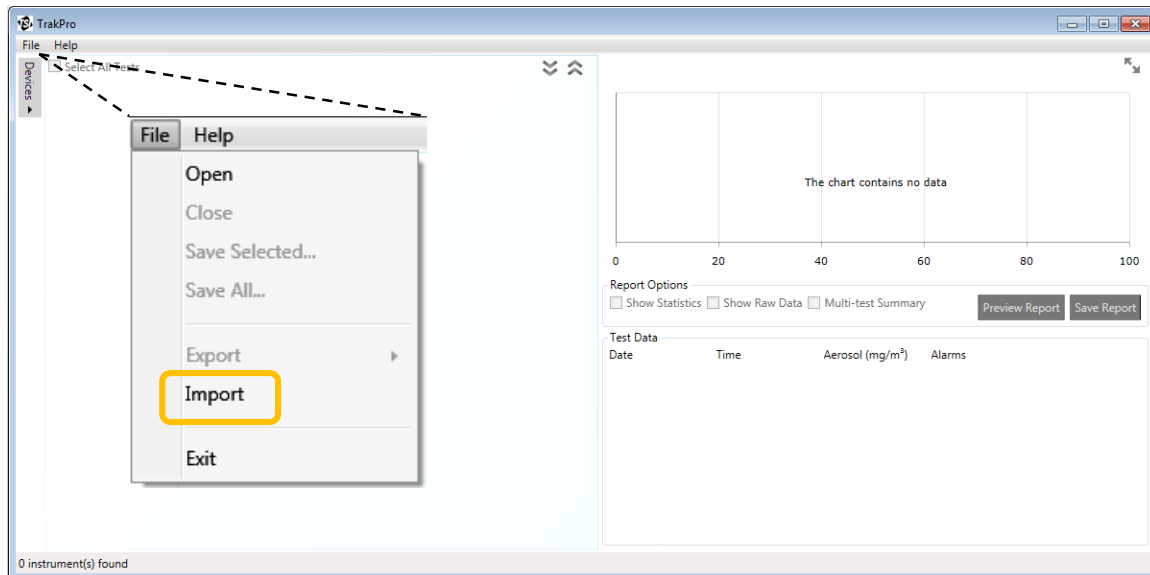 TSI TrakPro
File Help
Devices
Select All Tests
File Help
Open
Close
Save Selected...
Save All...
Export
Import
Exit
The chart contains no data
0 20 40 60 80 100
Report Options
Show Statistics Show Raw Data Multi-test Summary Preview Report Save Report
Test Data
Date Time Aerosol (mg/m³) Alarms
0 instrument(s) found